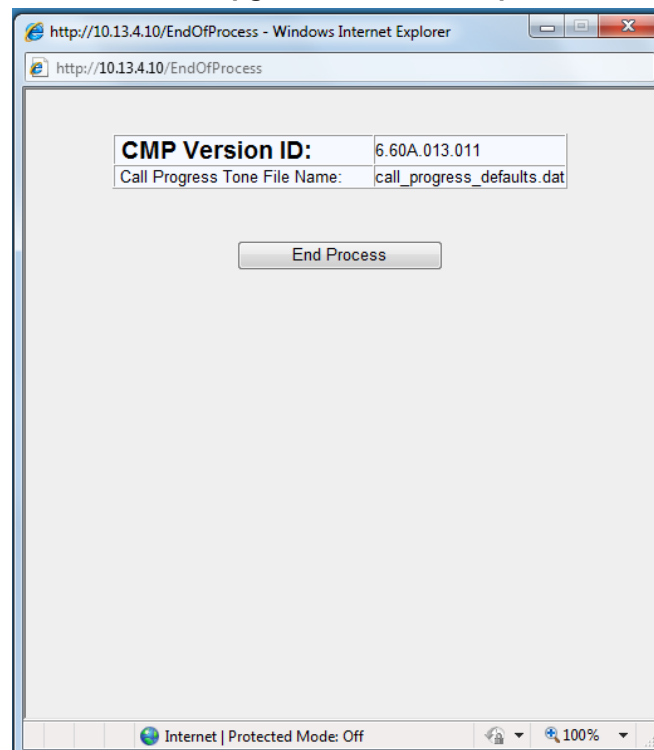 http://10.13.4.10/EndOfProcess - Windows Internet Explorer
http://10.13.4.10/EndOfProcess
CMP Version ID: 6.60A.013.011
Call Progress Tone File Name: call_progress_defaults.dat
End Process
Internet | Protected Mode: Off 100%